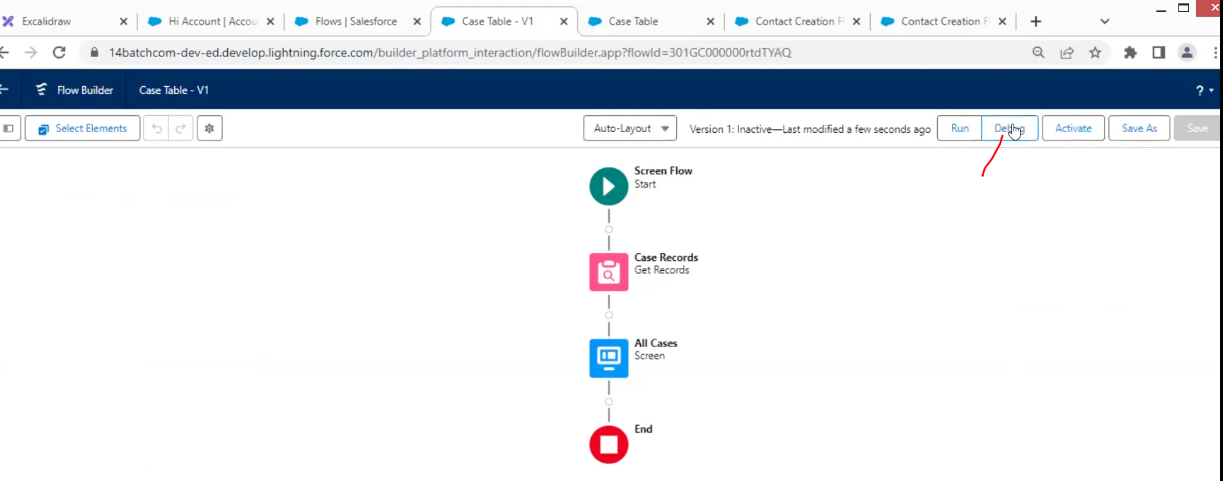 Excalidraw
Hi Account | Accou
Flows | Salesforce
Case Table - V1
Case Table
Contact Creation Fl
Contact Creation F
14batchcom-dev-ed.develop.lightning.force.com/builder_platform_interaction/flowBuilder.app?flowId=301GC000000rtdTYAQ
Flow Builder
Case Table - V1
?
Select Elements
Auto-Layout
Version 1: Inactive—Last modified a few seconds ago
Run
Debug
Activate
Save As
Save
Screen Flow
Start
Case Records
Get Records
All Cases
Screen
End